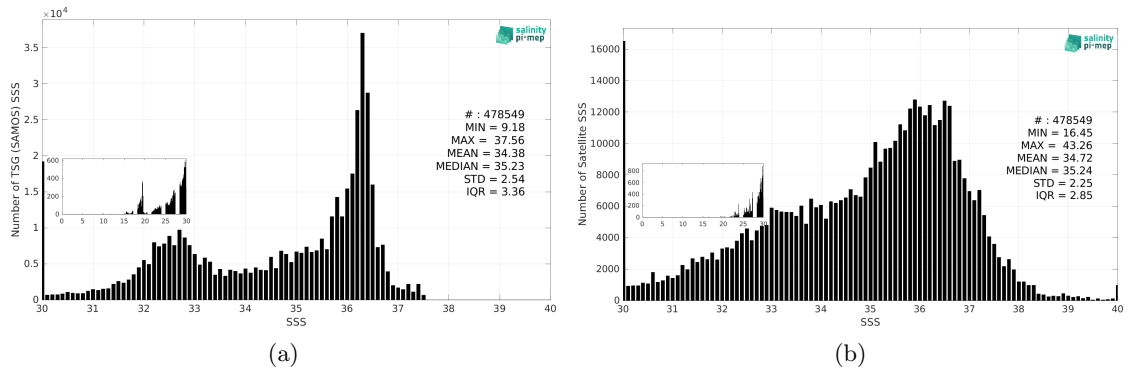 ×10⁴
3.5
3
2.5
2
1.5
1
0.5
0
Number of TSG (SAMOS) SSS
30 31 32 33 34 35 36 37 38 39 40
SSS
salinity
pi-mep
# : 478549
MIN = 9.18
MAX = 37.56
MEAN = 34.38
MEDIAN = 35.23
STD = 2.54
IQR = 3.36
600
400
200
0
0 5 10 15 20 25 30
(a)
16000
14000
12000
10000
8000
6000
4000
2000
0
Number of Satellite SSS
30 31 32 33 34 35 36 37 38 39 40
SSS
salinity
pi-mep
# : 478549
MIN = 16.45
MAX = 43.26
MEAN = 34.72
MEDIAN = 35.24
STD = 2.25
IQR = 2.85
800
600
400
200
0
0 5 10 15 20 25 30
(b)